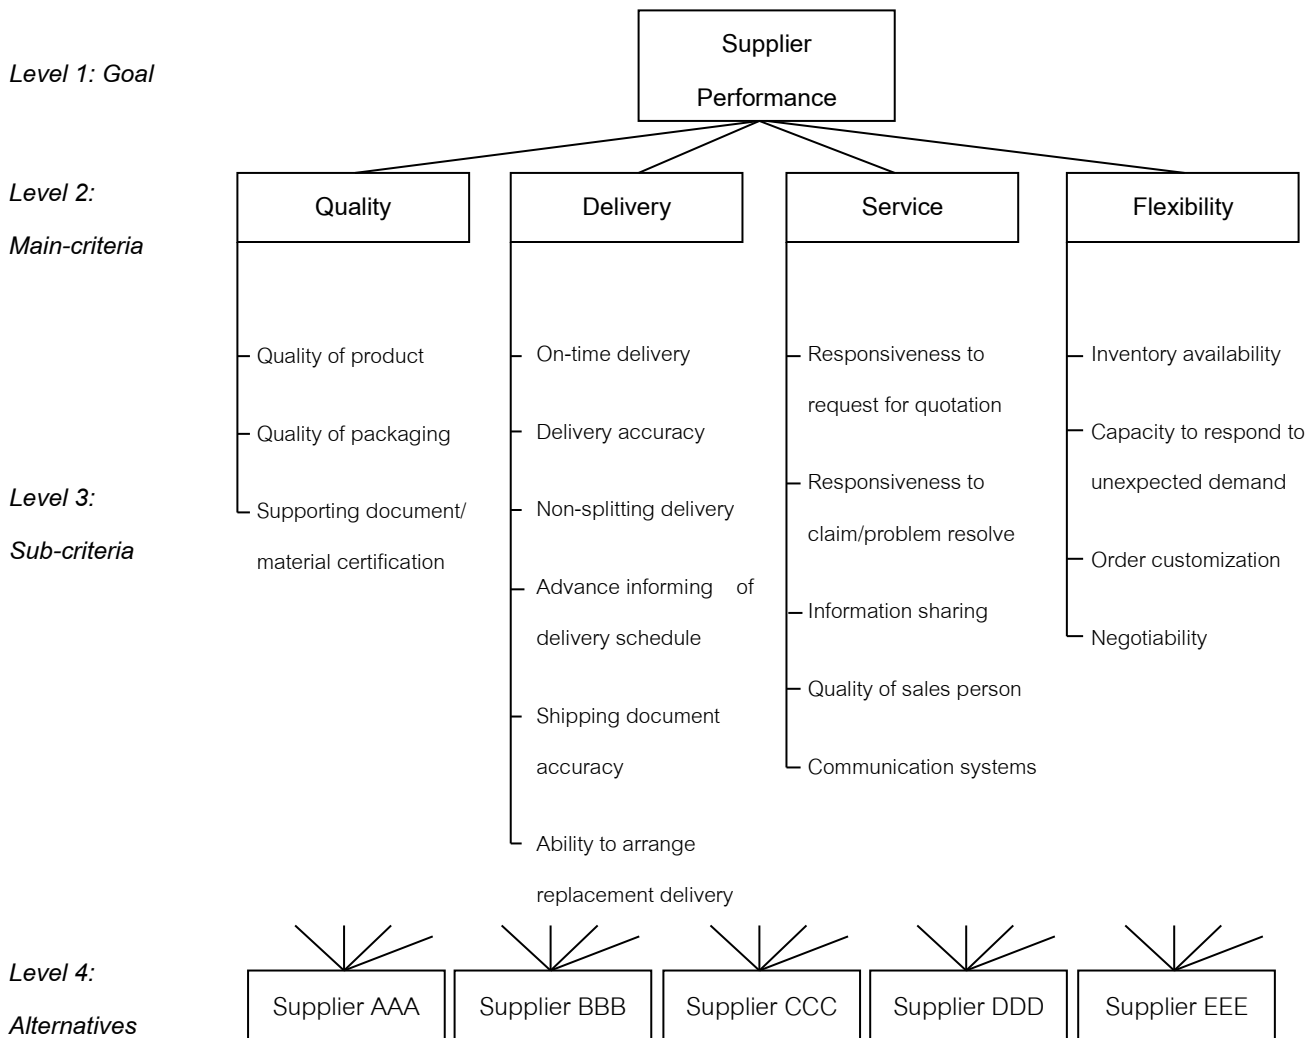 Supplier
Performance
Level 1: Goal
Level 2:
Main-criteria
Quality
Delivery
Service
Flexibility
Level 3:
Sub-criteria
Quality of product
Quality of packaging
Supporting document/
material certification
On-time delivery
Delivery accuracy
Non-splitting delivery
Advance informing of
delivery schedule
Shipping document
accuracy
Ability to arrange
replacement delivery
Responsiveness to
request for quotation
Responsiveness to
claim/problem resolve
Information sharing
Quality of sales person
Communication systems
Inventory availability
Capacity to respond to
unexpected demand
Order customization
Negotiability
Level 4:
Alternatives
Supplier AAA
Supplier BBB
Supplier CCC
Supplier DDD
Supplier EEE